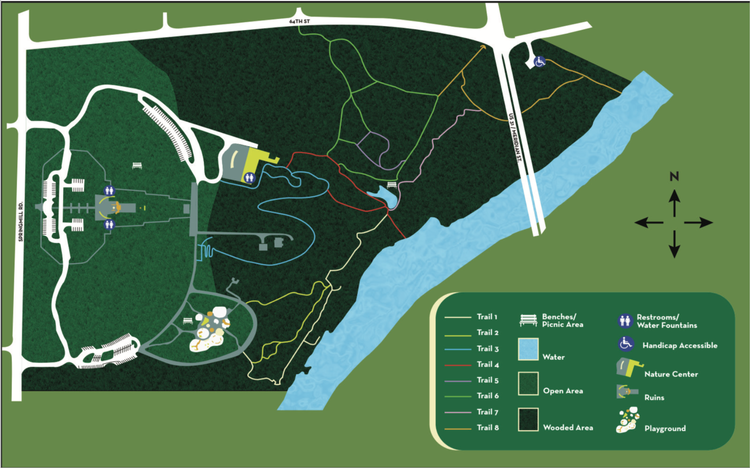 64TH ST
US 31 / MERIDIAN ST.
SPRINGMILL RD.
N
Trail 1
Trail 2
Trail 3
Trail 4
Trail 5
Trail 6
Trail 7
Trail 8
Benches/
Picnic Area
Water
Open Area
Wooded Area
Restrooms/
Water Fountains
Handicap Accessible
Nature Center
Ruins
Playground